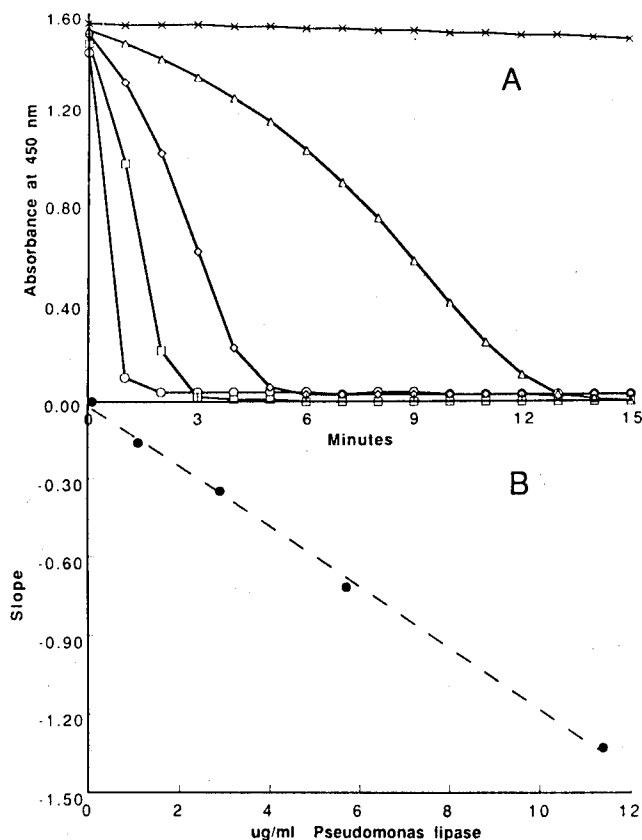 1.60
A
1.20
Absorbance at 450 nm
0.80
0.40
0.00
0 3 6 9 12 15
Minutes
B
-0.30
-0.60
Slope
-0.90
-1.20
-1.50
0 2 4 6 8 10 12
ug/ml Pseudomonas lipase